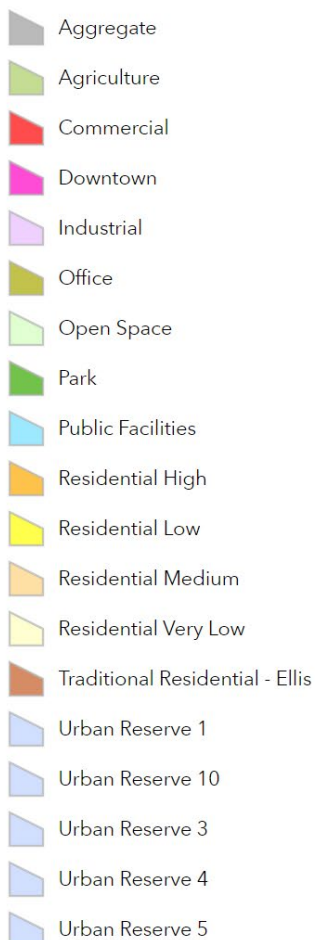 Aggregate
Agriculture
Commercial
Downtown
Industrial
Office
Open Space
Park
Public Facilities
Residential High
Residential Low
Residential Medium
Residential Very Low
Traditional Residential - Ellis
Urban Reserve 1
Urban Reserve 10
Urban Reserve 3
Urban Reserve 4
Urban Reserve 5